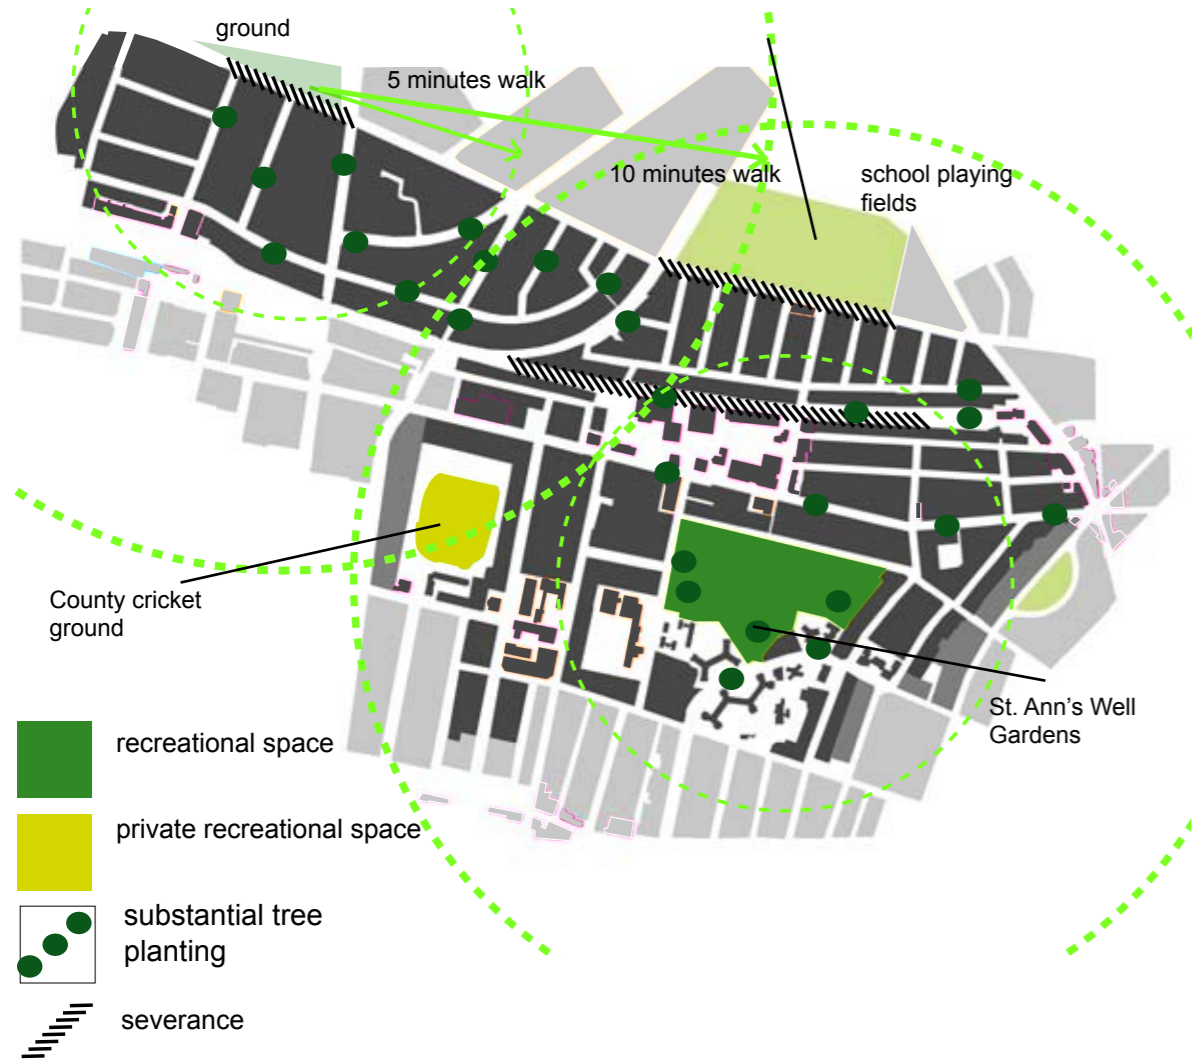 ground
5 minutes walk
10 minutes walk
school playing
fields
County cricket
ground
St. Ann's Well
Gardens
recreational space
private recreational space
substantial tree
planting
severance